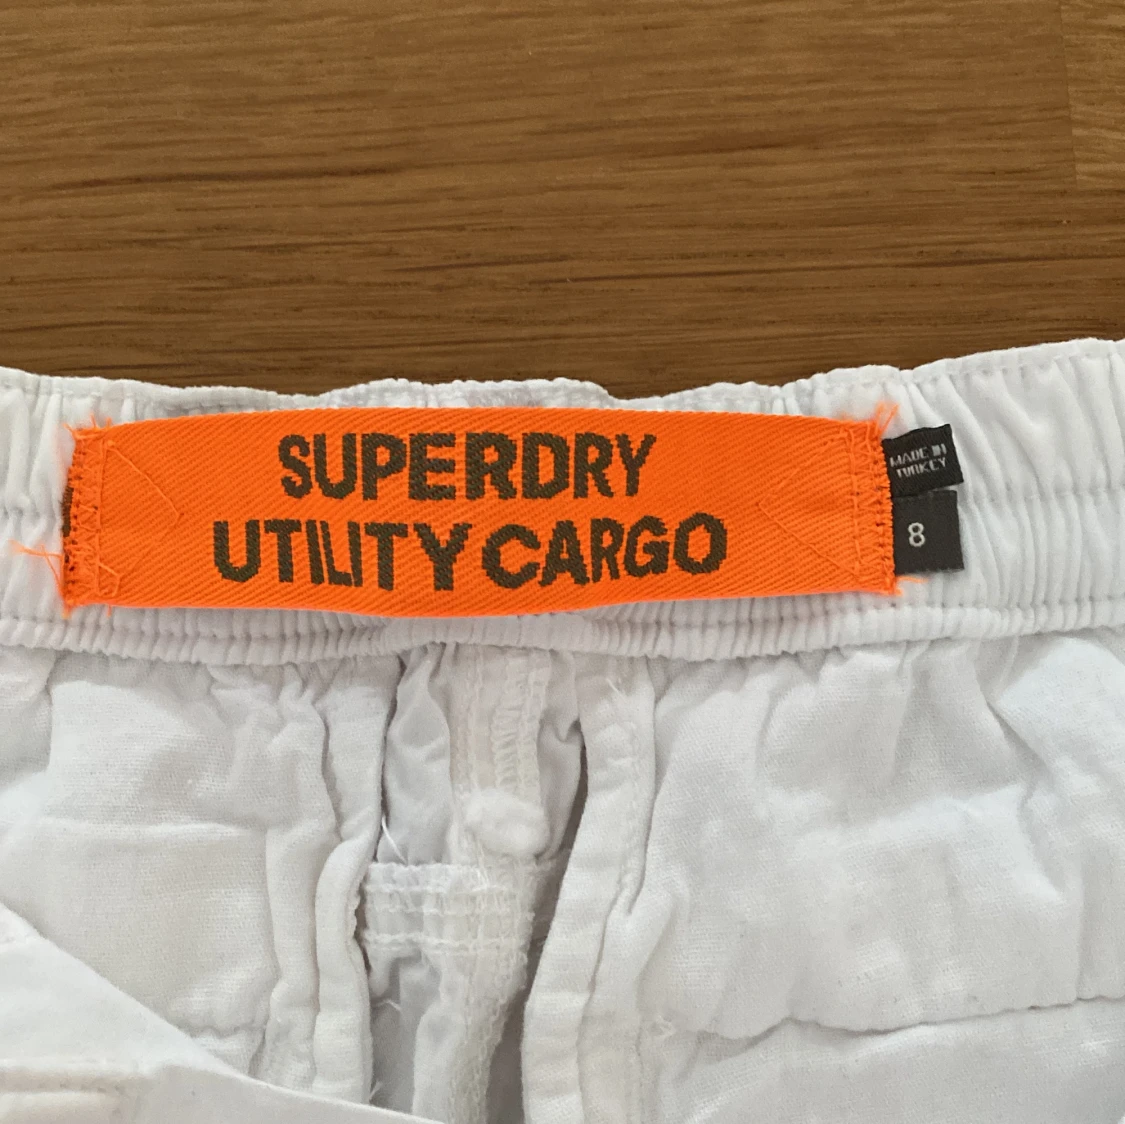 SUPERDRY
UTILITY CARGO
MADE IN
TURKEY
8